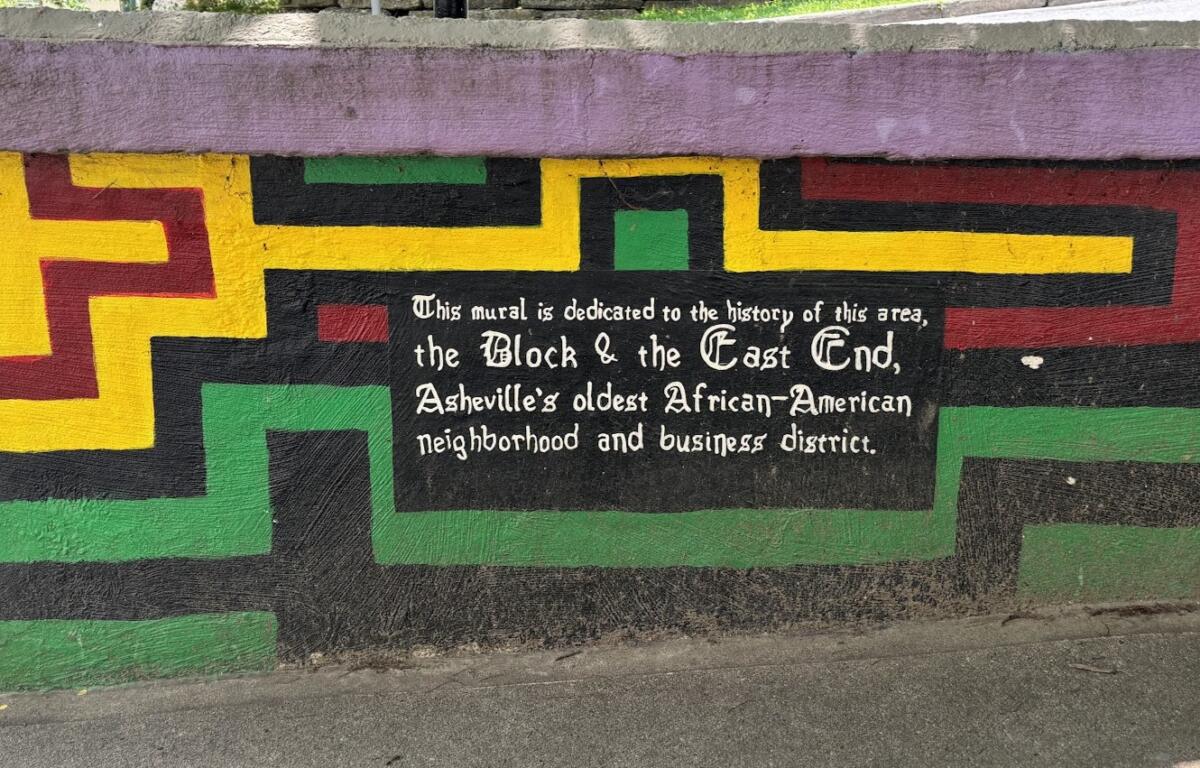 This mural is dedicated to the history of this area,
the Block & the East End,
Asheville's oldest African-American
neighborhood and business district.